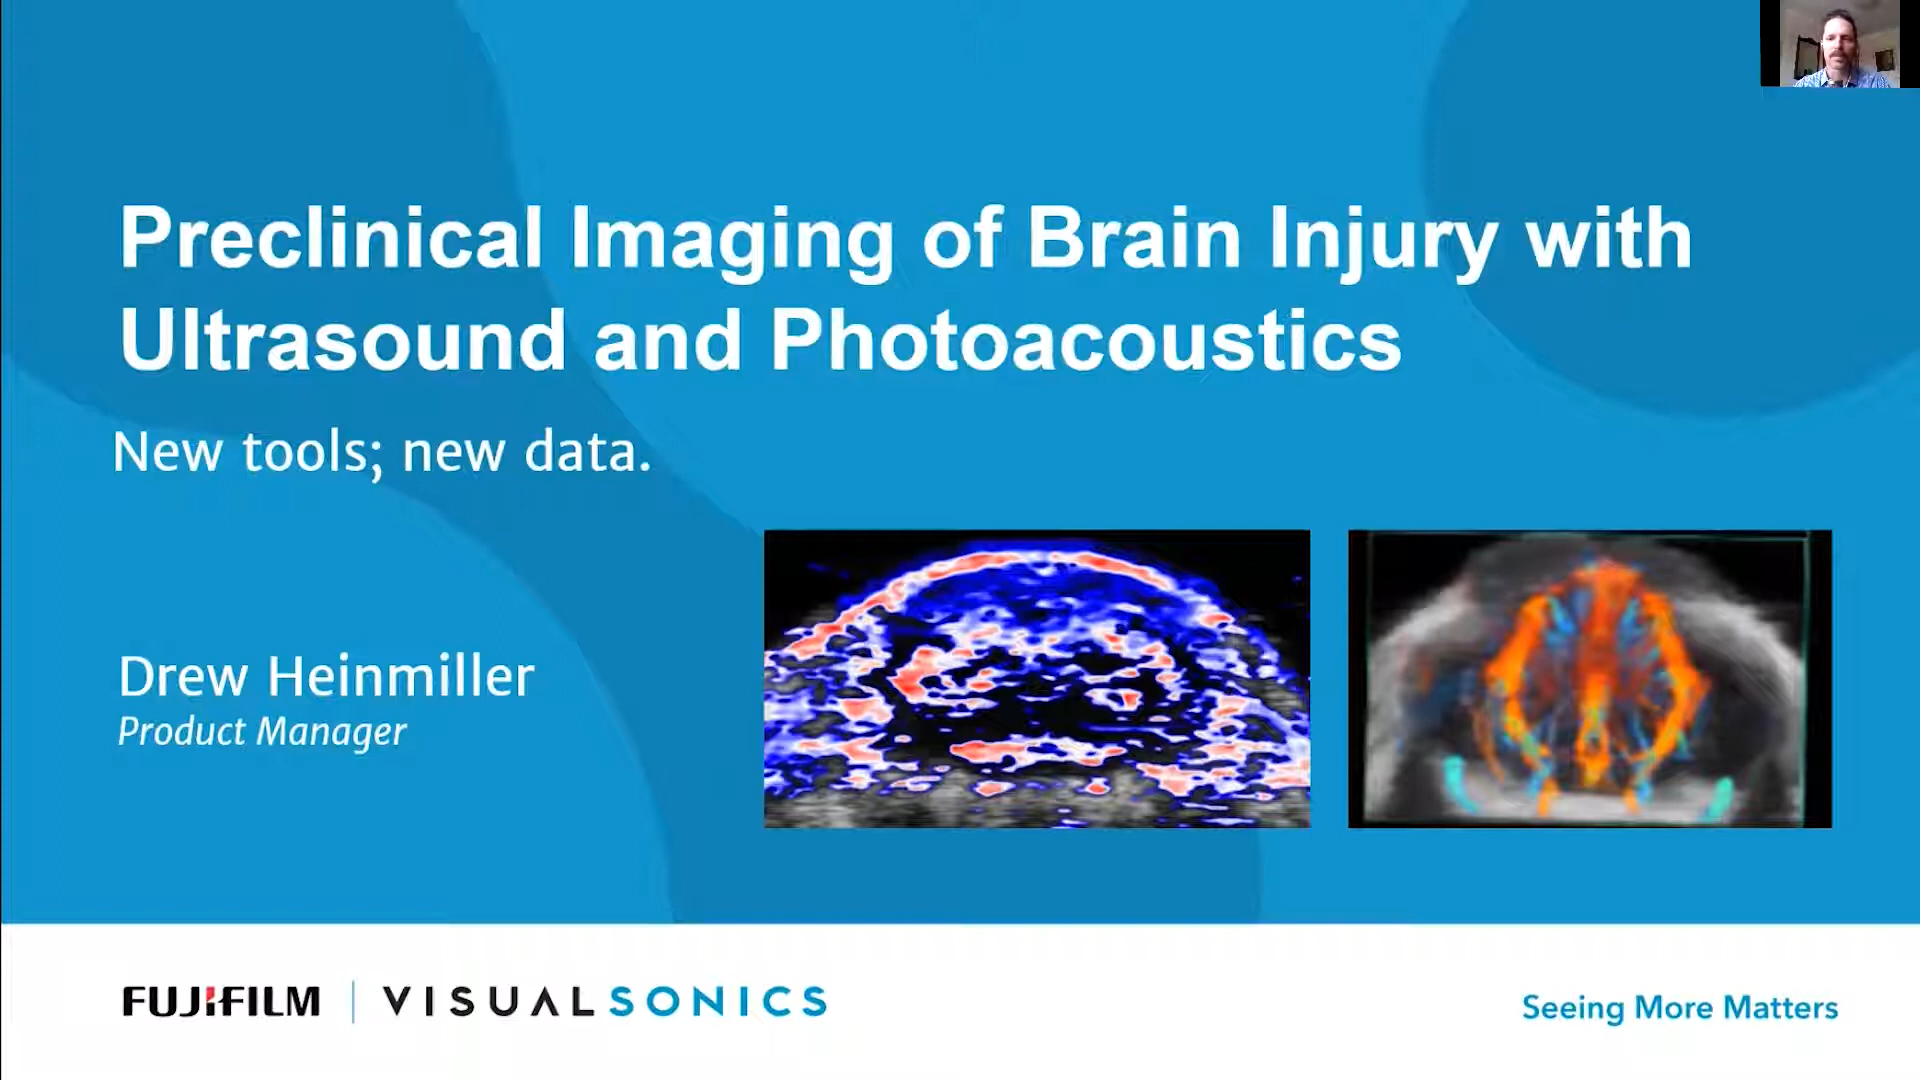 Preclinical Imaging of Brain Injury with
Ultrasound and Photoacoustics
New tools; new data.
Drew Heinmiller
Product Manager
FUJIFILM | VISUALSONICS
Seeing More Matters